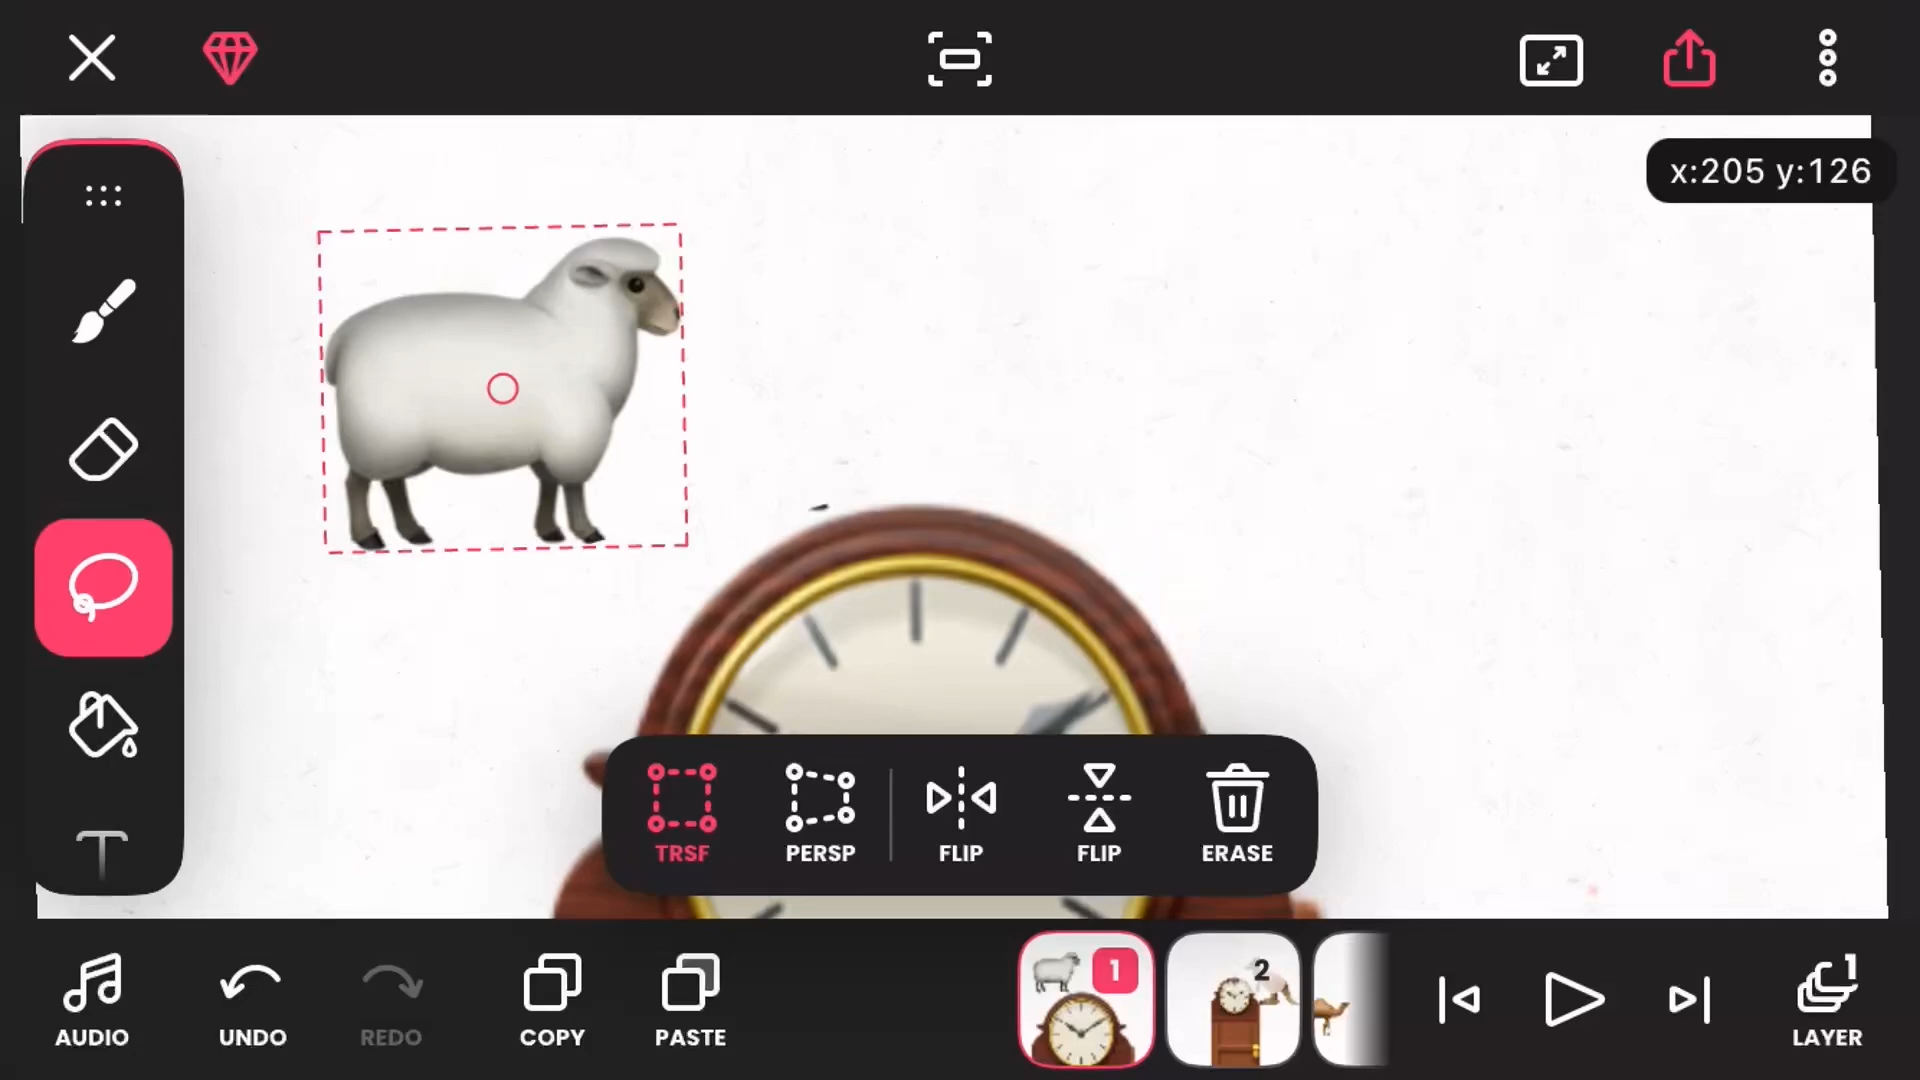 x:205 y:126
T
TRSF
PERSP
FLIP
FLIP
ERASE
1
2
1
AUDIO
UNDO
REDO
COPY
PASTE
LAYER